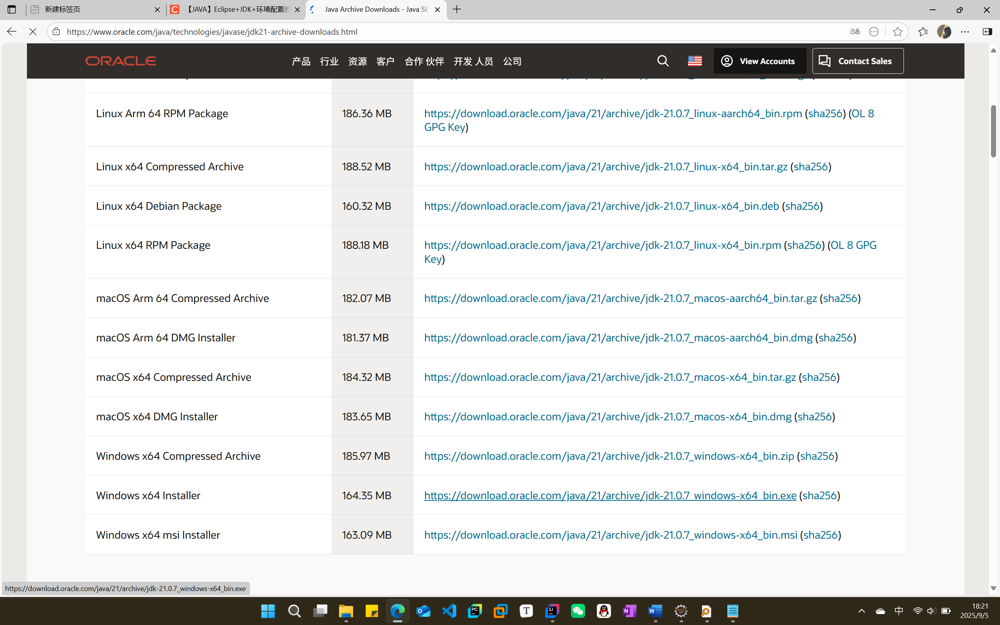 新建标签页
【JAVA】Eclipse+JDK+环境配置教
Java Archive Downloads - Java SE
https://www.oracle.com/java/technologies/javase/jdk21-archive-downloads.html
ORACLE
产品 行业 资源 客户 合作 伙伴 开发 人员 公司
View Accounts
Contact Sales
Linux Arm 64 RPM Package 186.36 MB https://download.oracle.com/java/21/archive/jdk-21.0.7_linux-aarch64_bin.rpm (sha256) (OL 8
GPG Key)
Linux x64 Compressed Archive 188.52 MB https://download.oracle.com/java/21/archive/jdk-21.0.7_linux-x64_bin.tar.gz (sha256)
Linux x64 Debian Package 160.32 MB https://download.oracle.com/java/21/archive/jdk-21.0.7_linux-x64_bin.deb (sha256)
Linux x64 RPM Package 188.18 MB https://download.oracle.com/java/21/archive/jdk-21.0.7_linux-x64_bin.rpm (sha256) (OL 8 GPG
Key)
macOS Arm 64 Compressed Archive 182.07 MB https://download.oracle.com/java/21/archive/jdk-21.0.7_macos-aarch64_bin.tar.gz (sha256)
macOS Arm 64 DMG Installer 181.37 MB https://download.oracle.com/java/21/archive/jdk-21.0.7_macos-aarch64_bin.dmg (sha256)
macOS x64 Compressed Archive 184.32 MB https://download.oracle.com/java/21/archive/jdk-21.0.7_macos-x64_bin.tar.gz (sha256)
macOS x64 DMG Installer 183.65 MB https://download.oracle.com/java/21/archive/jdk-21.0.7_macos-x64_bin.dmg (sha256)
Windows x64 Compressed Archive 185.97 MB https://download.oracle.com/java/21/archive/jdk-21.0.7_windows-x64_bin.zip (sha256)
Windows x64 Installer 164.35 MB https://download.oracle.com/java/21/archive/jdk-21.0.7_windows-x64_bin.exe (sha256)
Windows x64 msi Installer 163.09 MB https://download.oracle.com/java/21/archive/jdk-21.0.7_windows-x64_bin.msi (sha256)
https://download.oracle.com/java/21/archive/jdk-21.0.7_windows-x64_bin.exe
中
18:21
2025/9/5